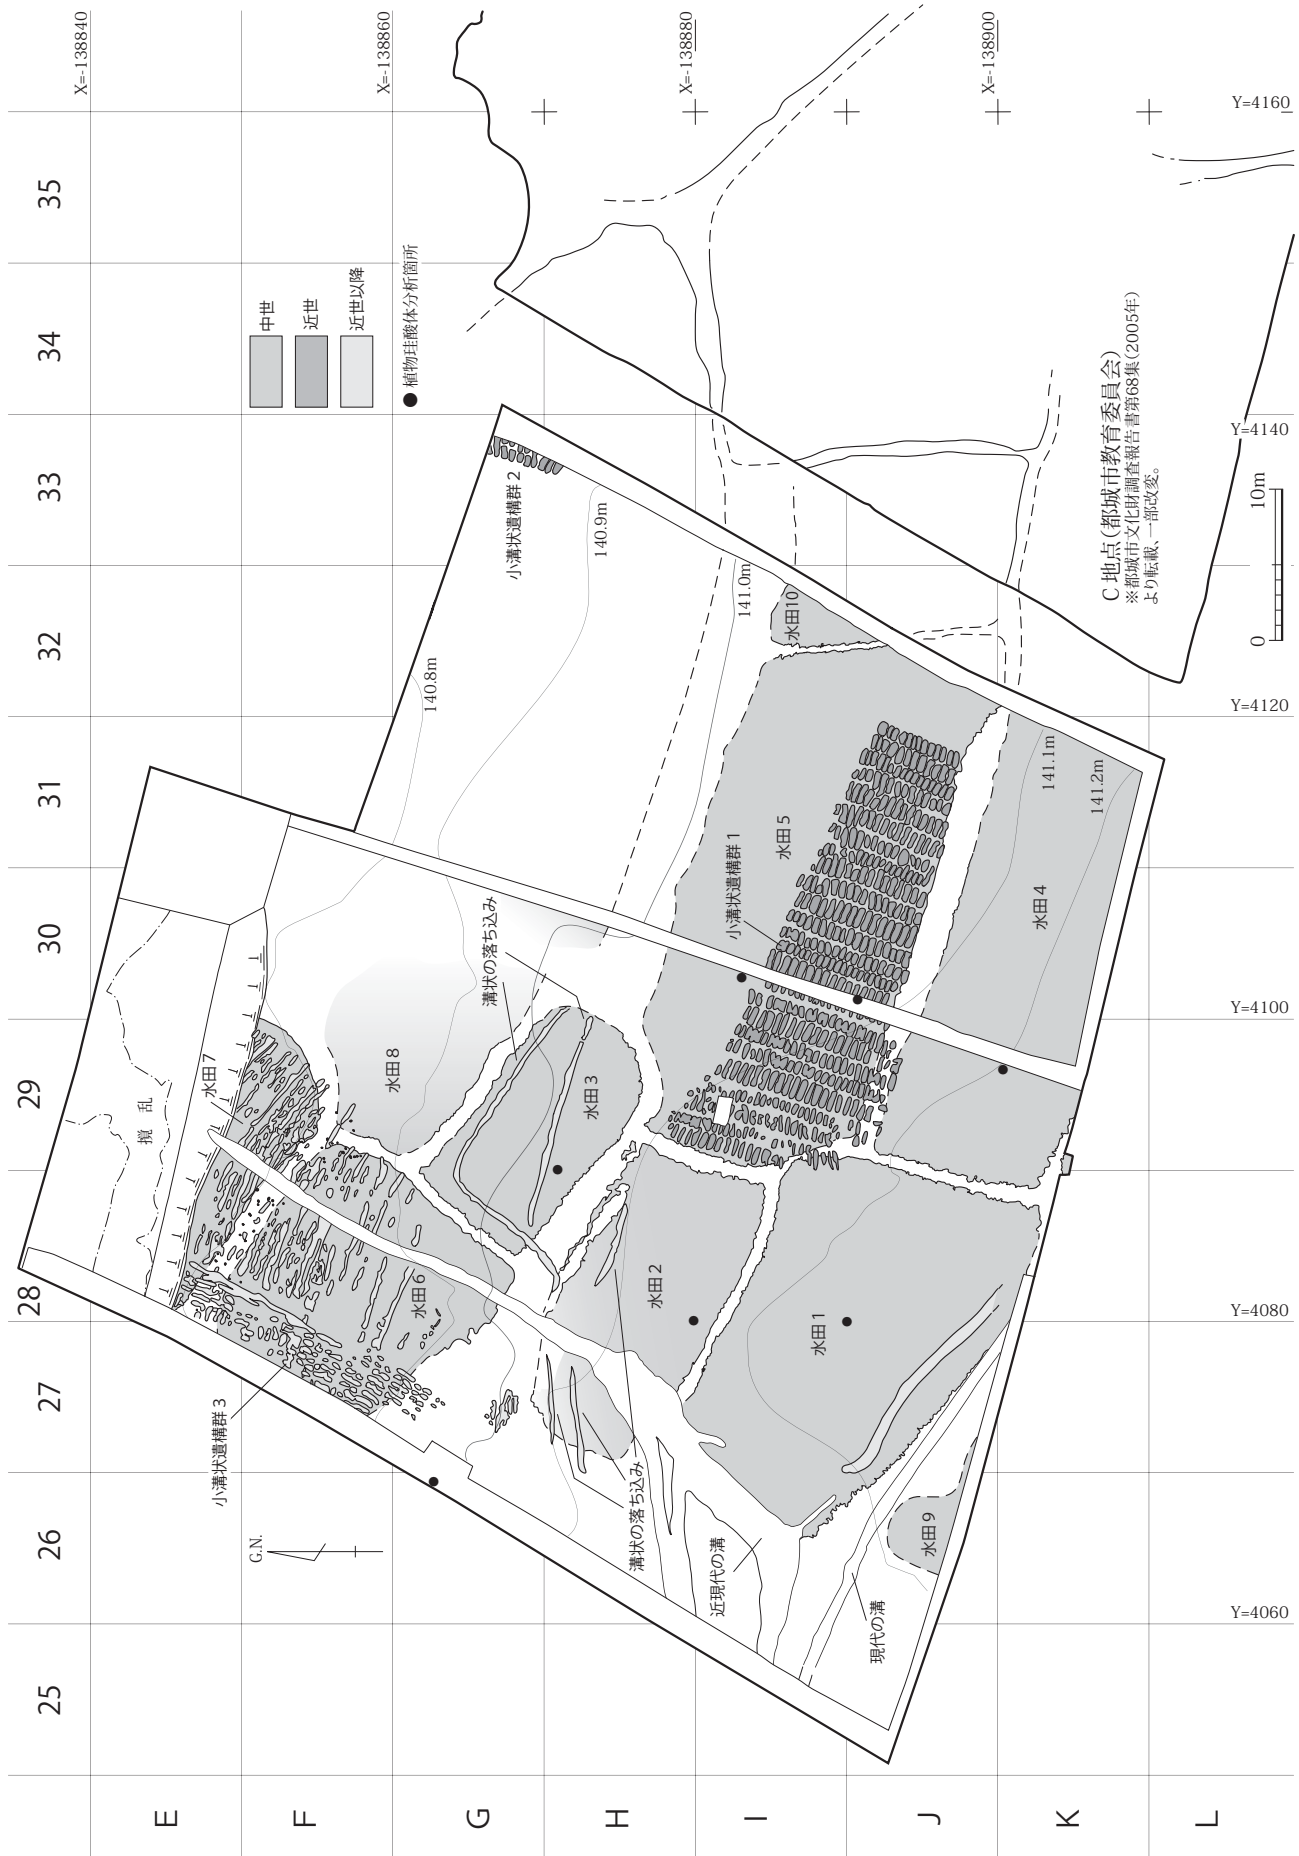 X=-138840
X=-138860
X=-138880
X=-138900
Y=4160
Y=4140
Y=4120
Y=4100
Y=4080
Y=4060
35
34
33
32
31
30
29
28
27
26
25
E
F
G
H
I
J
K
L
中世
近世
近世以降
●植物珪酸体分析箇所
C地点(都城市教育委員会)
※都城市文化財調査報告書第68集(2005年)
より転載、一部改変。
0
10m
G.N.
小溝状遺構群2
140.9m
140.8m
141.0m
141.1m
141.2m
水田10
水田5
小溝状遺構群1
水田4
溝状の落ち込み
水田8
水田7
攪乱
水田3
水田2
水田1
水田6
小溝状遺構群3
溝状の落ち込み
近現代の溝
水田9
現代の溝